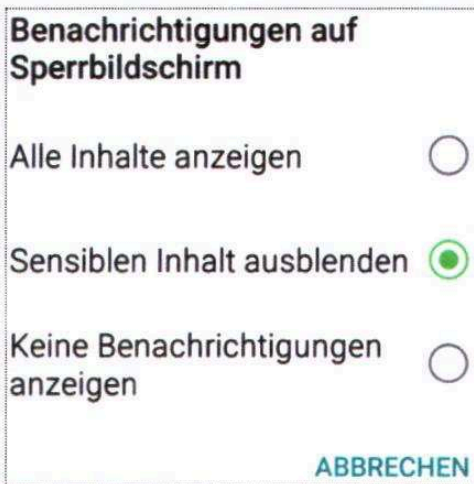 Benachrichtigungen auf
Sperrbildschirm
Alle Inhalte anzeigen
Sensiblen Inhalt ausblenden
Keine Benachrichtigungen
anzeigen
ABBRECHEN